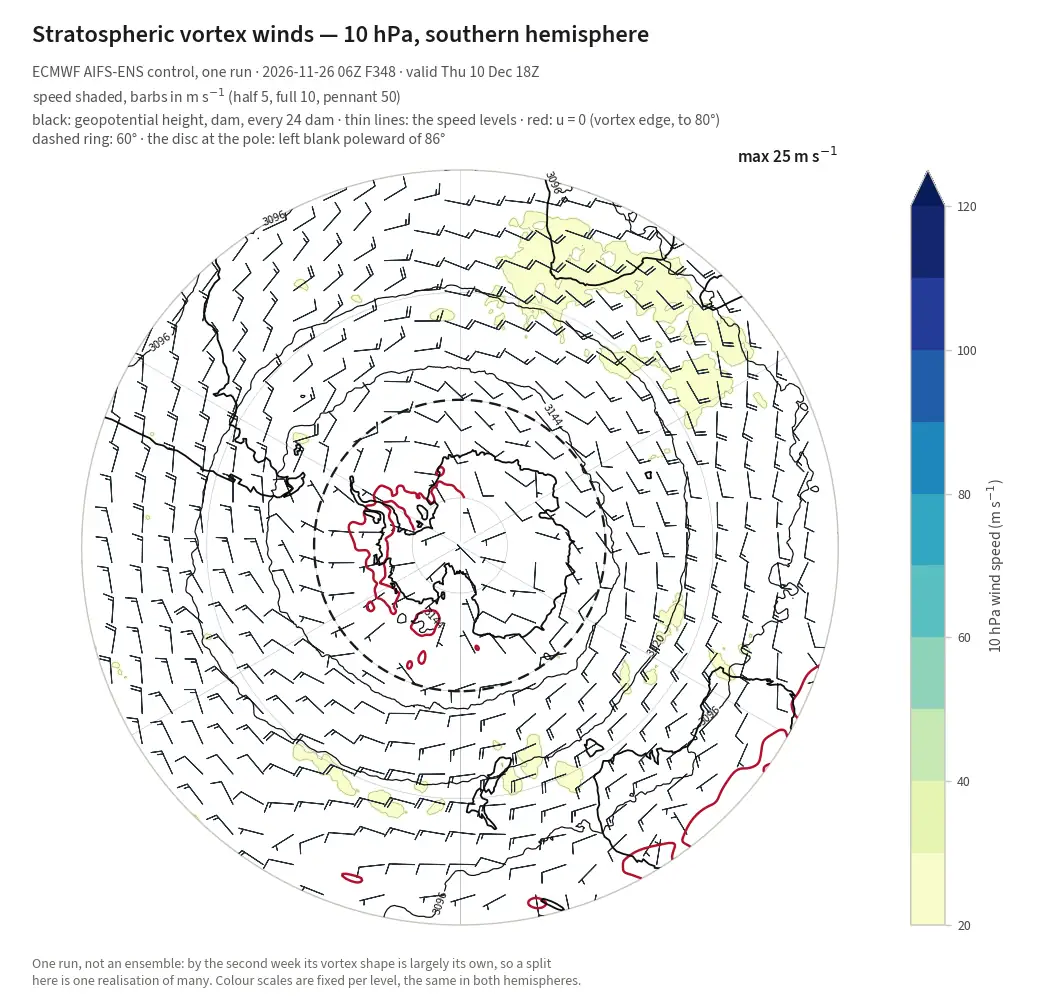 Stratospheric vortex winds — 10 hPa, southern hemisphere
ECMWF AIFS-ENS control, one run · 2026-11-26 06Z F348 · valid Thu 10 Dec 18Z
speed shaded, barbs in m s⁻¹ (half 5, full 10, pennant 50)
black: geopotential height, dam, every 24 dam · thin lines: the speed levels · red: u = 0 (vortex edge, to 80°)
dashed ring: 60° · the disc at the pole: left blank poleward of 86°
max 25 m s⁻¹
3096
3096
3096
3144
3144
3120
3096
3096
120
100
80
60
40
20
10 hPa wind speed (m s⁻¹)
One run, not an ensemble: by the second week its vortex shape is largely its own, so a split
here is one realisation of many. Colour scales are fixed per level, the same in both hemispheres.